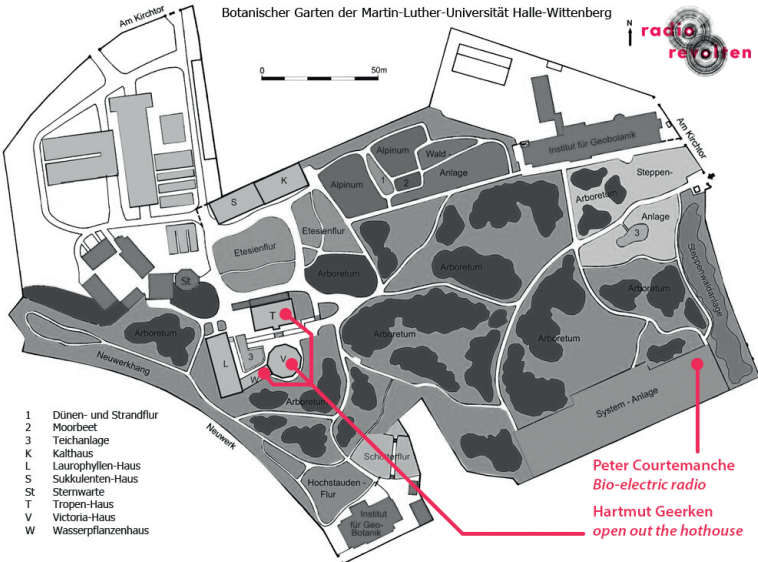 Botanischer Garten der Martin-Luther-Universität Halle-Wittenberg
N
radio
revolten
Am Kirchtor
0
50m
Am Kirchtor
Institut für Geobotanik
Alpinum
Wald
Steppen-
1
2
Anlage
K
S
Alpinum
Arboretum
Anlage
3
Etesienflur
Etesienflur
Arboretum
Arboretum
Steppenwaldanlage
St
Arboretum
T
Arboretum
Arboretum
Arboretum
3
L
V
W
Neuwerkhang
Arboretum
System - Anlage
Neuwerk
Schotterflur
Hochstauden -
Flur
Institut
für Geo-
Botanik
1 Dünen- und Strandflur
2 Moorbeet
3 Teichanlage
K Kalthaus
L Laurophyllen-Haus
S Sukkulenten-Haus
St Sternwarte
T Tropen-Haus
V Victoria-Haus
W Wasserpflanzenhaus
Peter Courtemanche
Bio-electric radio
Hartmut Geerken
open out the hothouse